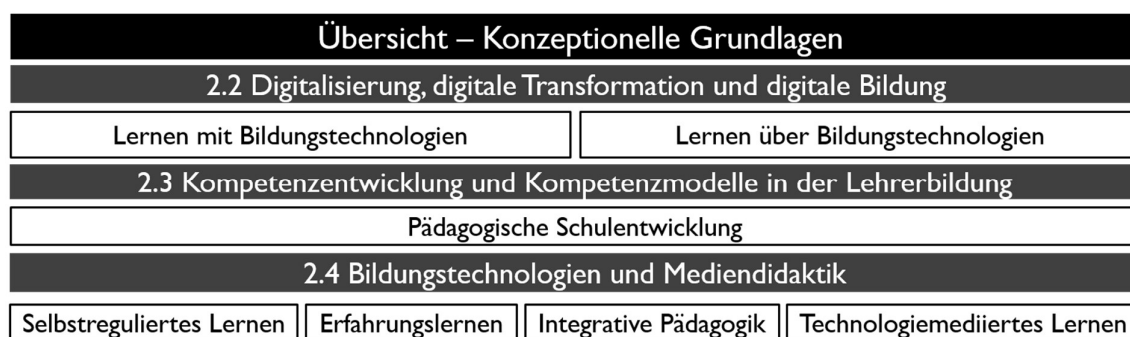 Übersicht – Konzeptionelle Grundlagen
2.2 Digitalisierung, digitale Transformation und digitale Bildung
Lernen mit Bildungstechnologien
Lernen über Bildungstechnologien
2.3 Kompetenzentwicklung und Kompetenzmodelle in der Lehrerbildung
Pädagogische Schulentwicklung
2.4 Bildungstechnologien und Mediendidaktik
Selbstreguliertes Lernen
Erfahrungslernen
Integrative Pädagogik
Technologiemediiertes Lernen